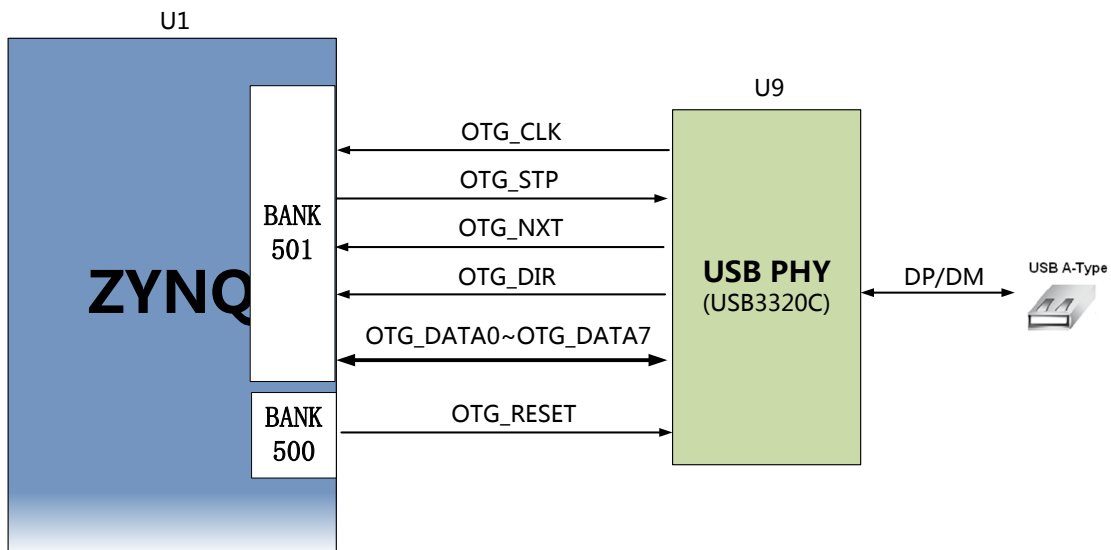 U1
U9
OTG_CLK
OTG_STP
OTG_NXT
OTG_DIR
OTG_DATA0~OTG_DATA7
OTG_RESET
BANK
501
ZYNQ
BANK
500
USB PHY
(USB3320C)
DP/DM
USB A-Type